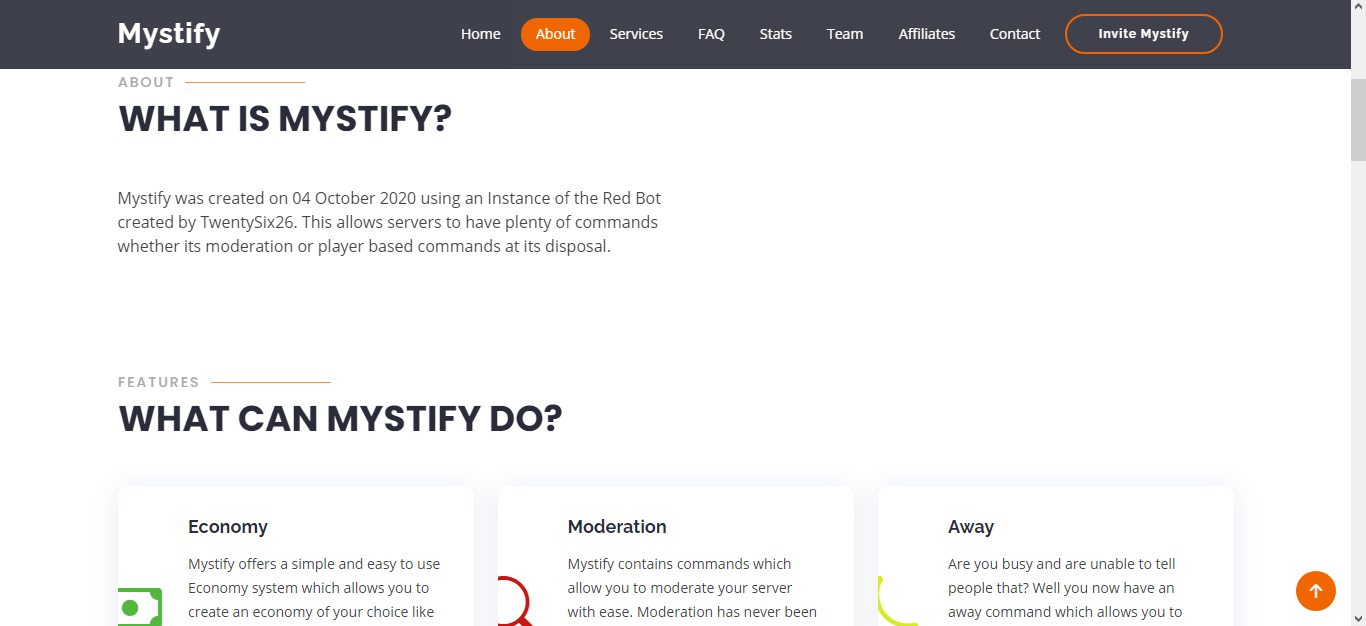 Mystify
Home About Services FAQ Stats Team Affiliates Contact Invite Mystify
ABOUT
WHAT IS MYSTIFY?
Mystify was created on 04 October 2020 using an Instance of the Red Bot
created by TwentySix26. This allows servers to have plenty of commands
whether its moderation or player based commands at its disposal.
FEATURES
WHAT CAN MYSTIFY DO?
Economy
Mystify offers a simple and easy to use
Economy system which allows you to
create an economy of your choice like
Moderation
Mystify contains commands which
allow you to moderate your server
with ease. Moderation has never been
Away
Are you busy and are unable to tell
people that? Well you now have an
away command which allows you to